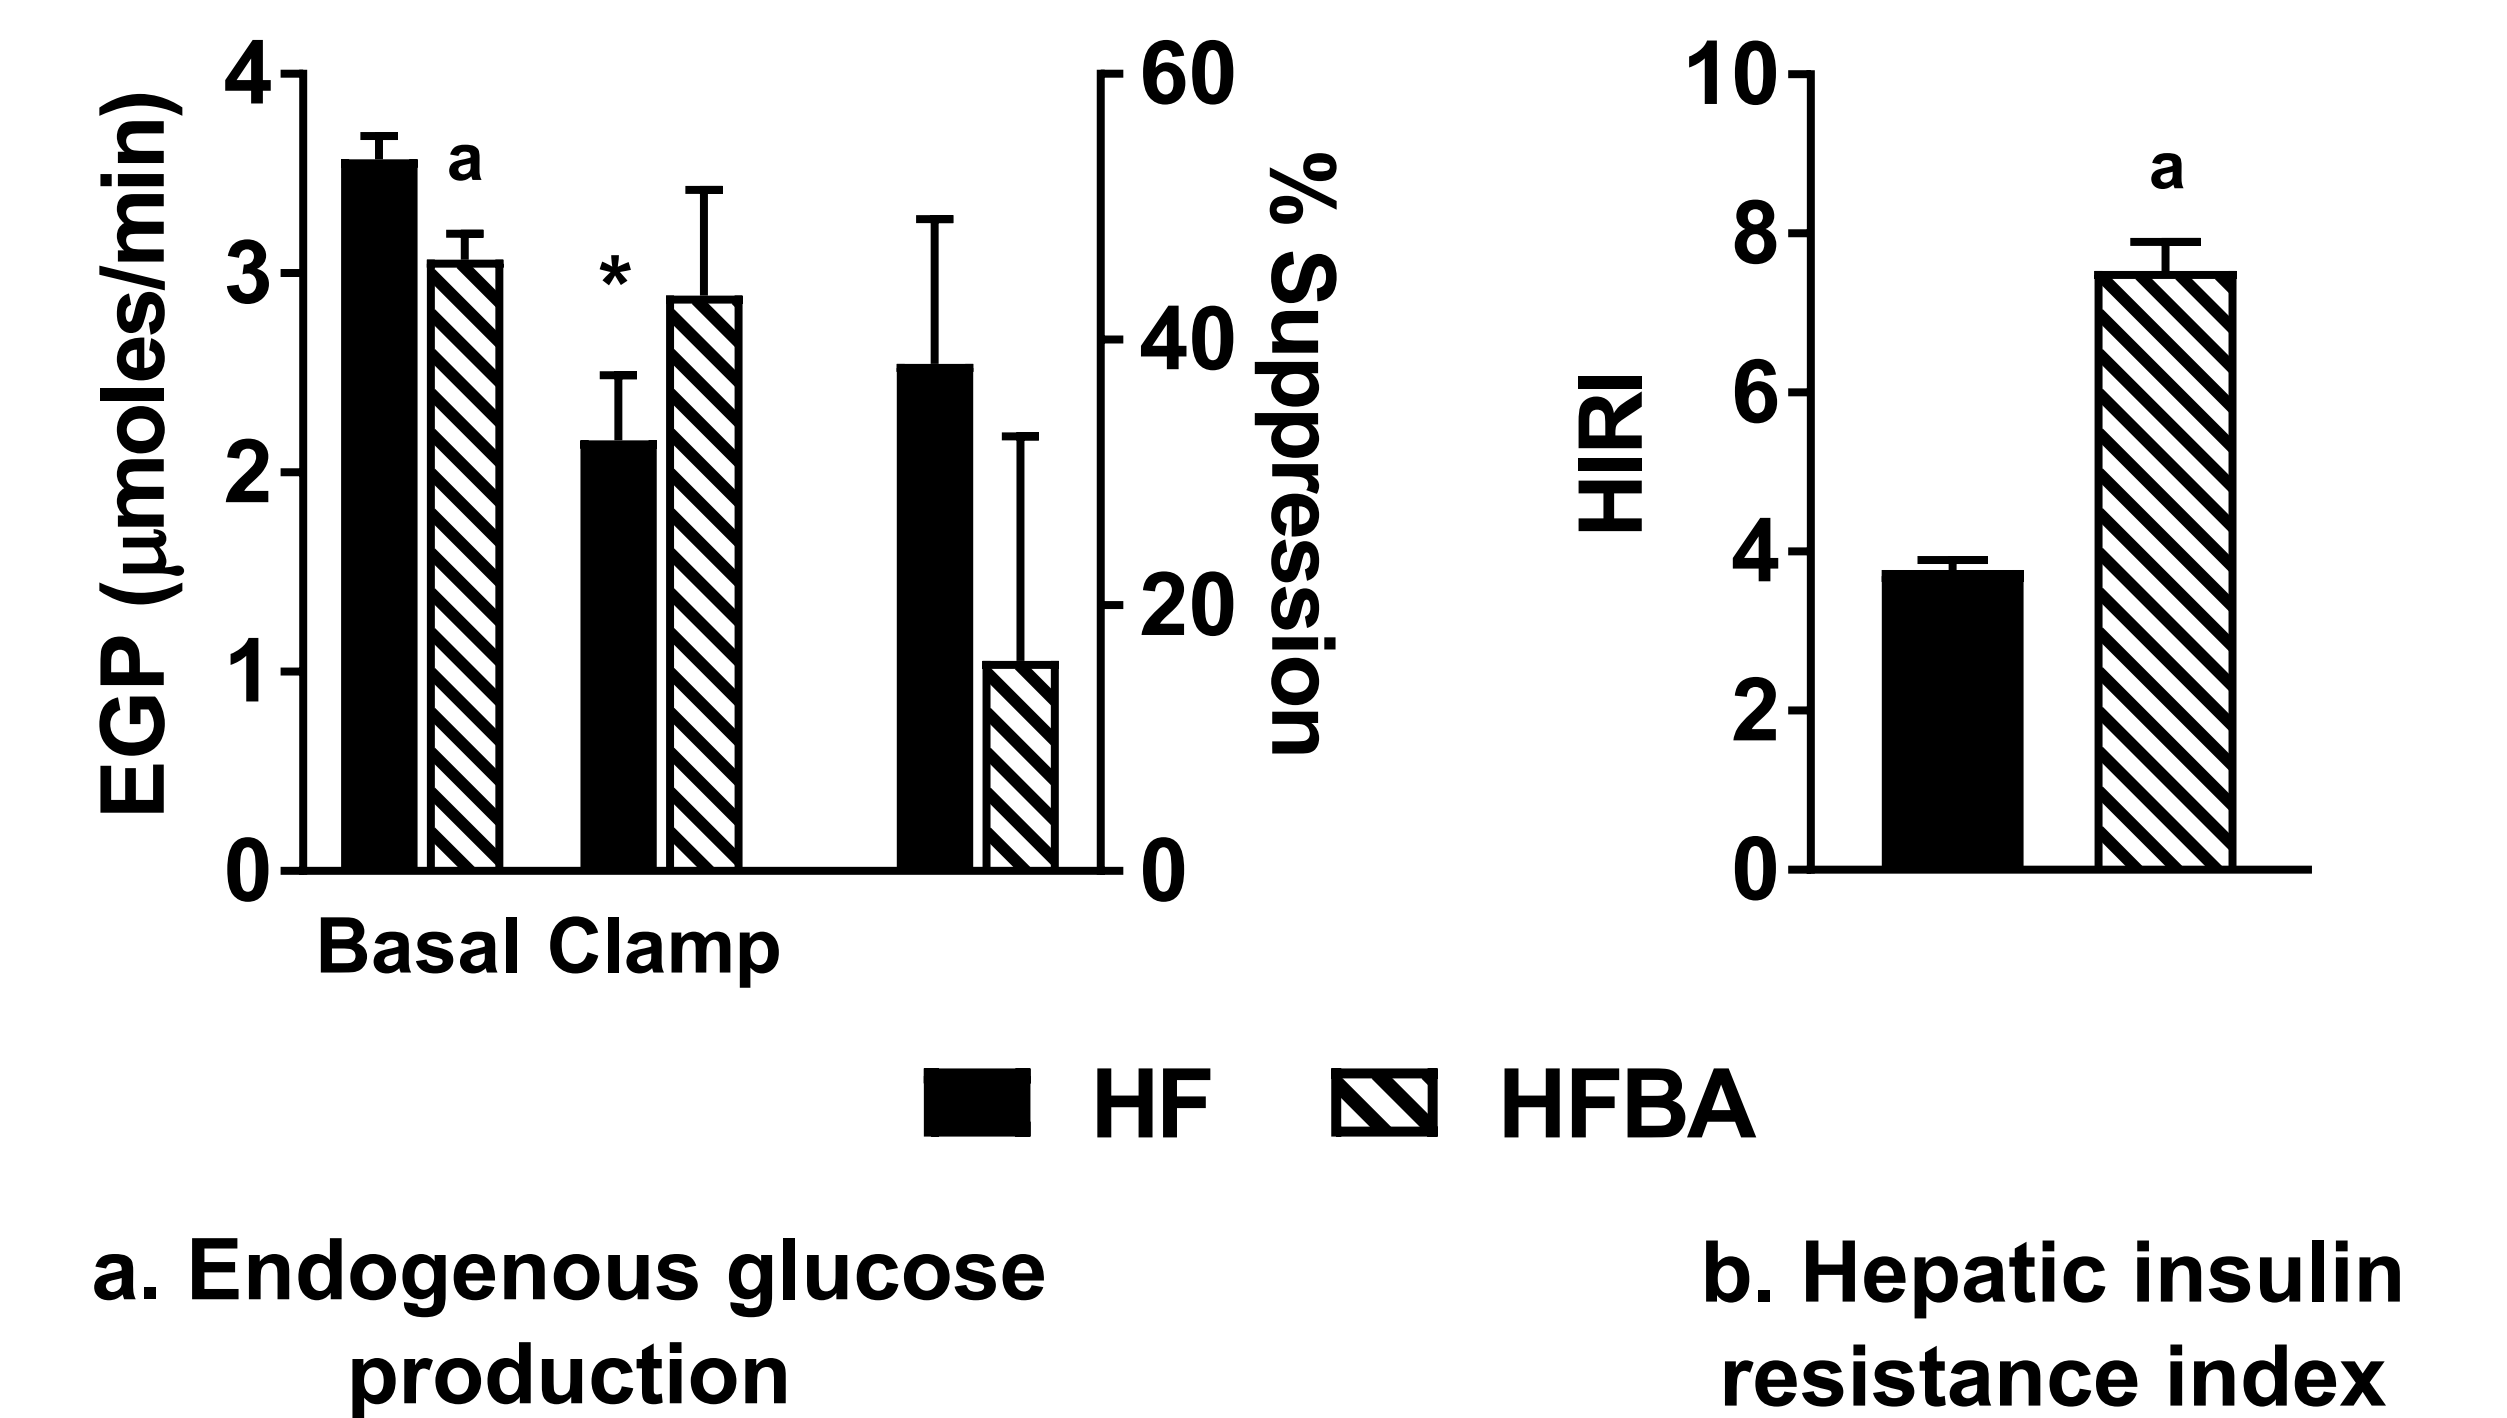 4
3
2
1
0
EGP (μmoles/min)
a
*
Basal Clamp
60
40
20
0
Suppression %
HIRI
10
8
6
4
2
0
a
HF HFBA
a. Endogenous glucose
production
b. Hepatic insulin
resistance index